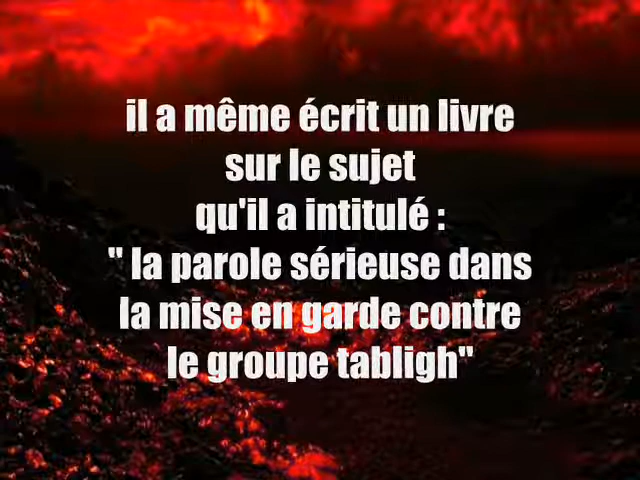 il a même écrit un livre
sur le sujet
qu'il a intitulé :
" la parole sérieuse dans
la mise en garde contre
le groupe tabligh"